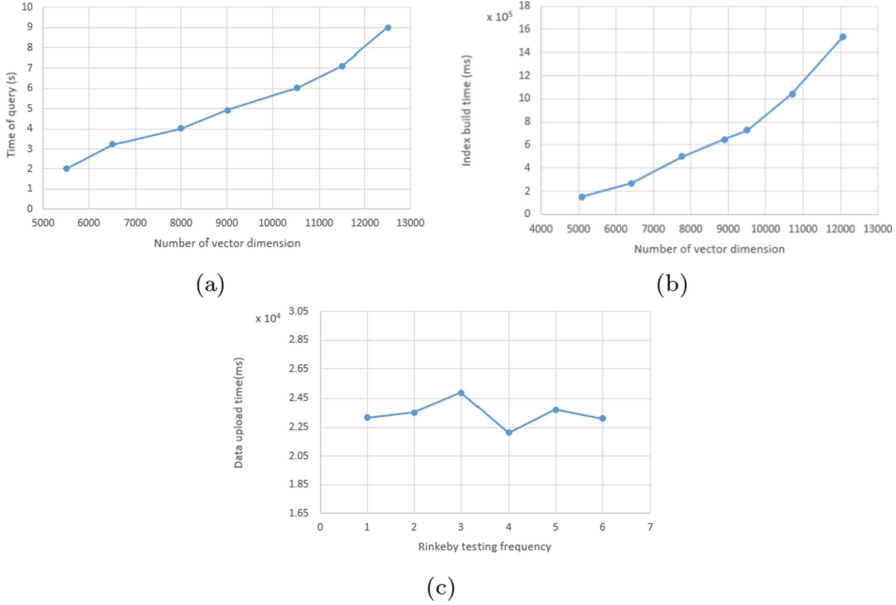 10
9
8
7
6
5
4
3
2
1
0
Time of query (s)
5000 6000 7000 8000 9000 10000 11000 12000 13000
Number of vector dimension
(a)
x 10⁵
18
16
14
12
10
8
6
4
2
0
Index build time (ms)
4000 5000 6000 7000 8000 9000 10000 11000 12000 13000
Number of vector dimension
(b)
x 10⁴
3.05
2.85
2.65
2.45
2.25
2.05
1.85
1.65
Data upload time(ms)
0 1 2 3 4 5 6 7
Rinkeby testing frequency
(c)